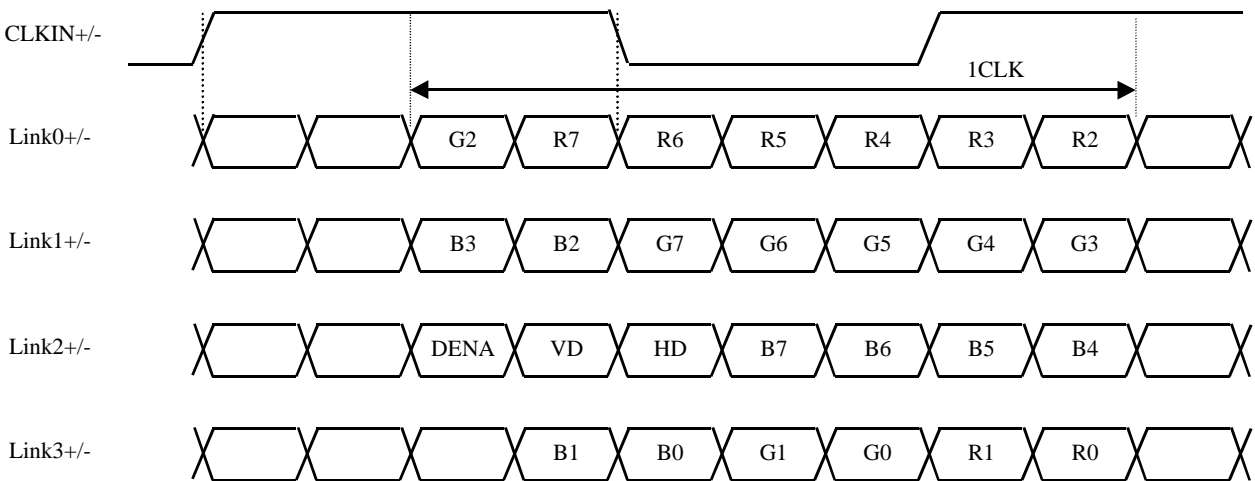 CLKIN+/-
1CLK
Link0+/- G2 R7 R6 R5 R4 R3 R2
Link1+/- B3 B2 G7 G6 G5 G4 G3
Link2+/- DENA VD HD B7 B6 B5 B4
Link3+/- B1 B0 G1 G0 R1 R0